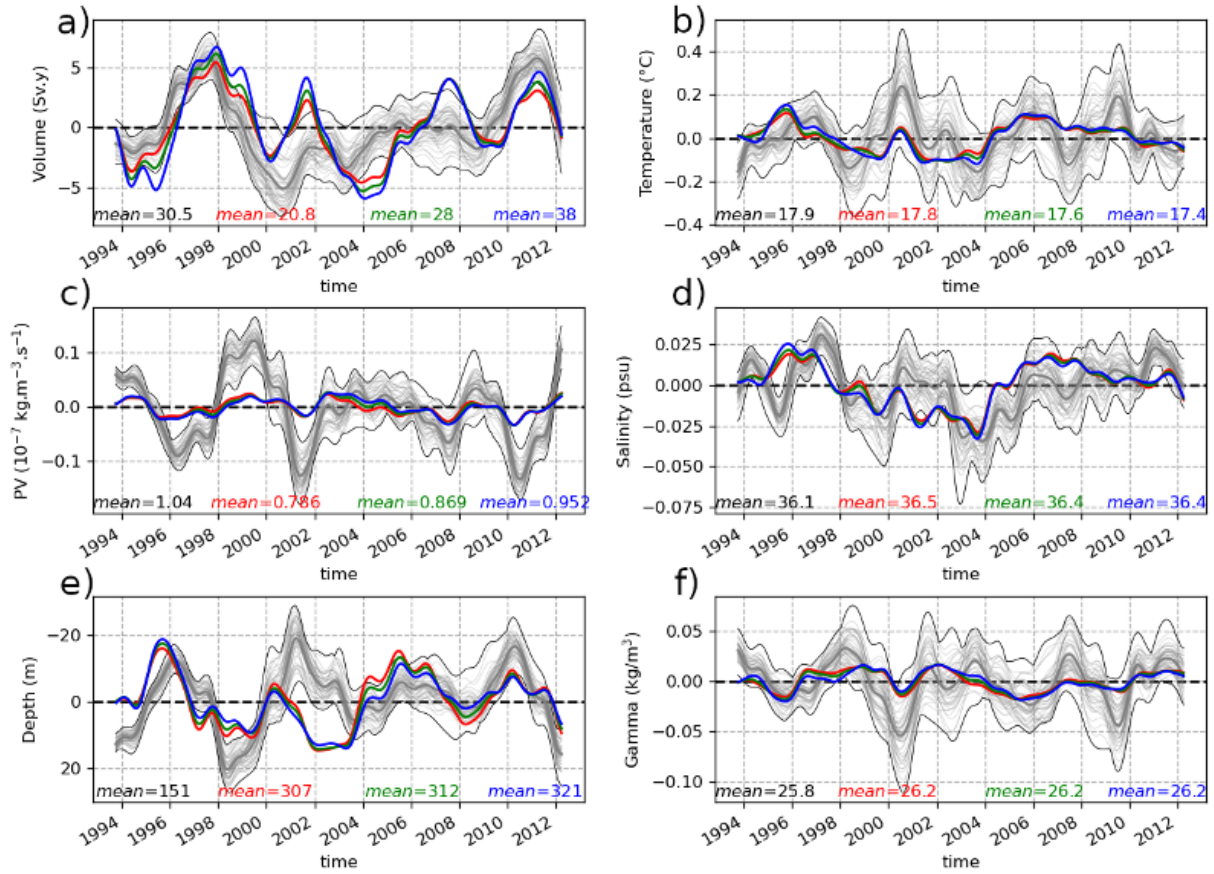 a)
Volume (Sv.y)
5
0
−5
mean=30.5 mean=20.8 mean=28 mean=38
1994 1996 1998 2000 2002 2004 2006 2008 2010 2012
time
b)
Temperature (°C)
0.4
0.2
0.0
−0.2
−0.4
mean=17.9 mean=17.8 mean=17.6 mean=17.4
1994 1996 1998 2000 2002 2004 2006 2008 2010 2012
time
c)
PV (10⁻⁷ kg.m⁻³.s⁻¹)
0.1
0.0
−0.1
mean=1.04 mean=0.786 mean=0.869 mean=0.952
1994 1996 1998 2000 2002 2004 2006 2008 2010 2012
time
d)
Salinity (psu)
0.025
0.000
−0.025
−0.050
−0.075
mean=36.1 mean=36.5 mean=36.4 mean=36.4
1994 1996 1998 2000 2002 2004 2006 2008 2010 2012
time
e)
Depth (m)
−20
0
20
mean=151 mean=307 mean=312 mean=321
1994 1996 1998 2000 2002 2004 2006 2008 2010 2012
time
f)
Gamma (kg/m³)
0.05
0.00
−0.05
−0.10
mean=25.8 mean=26.2 mean=26.2 mean=26.2
1994 1996 1998 2000 2002 2004 2006 2008 2010 2012
time